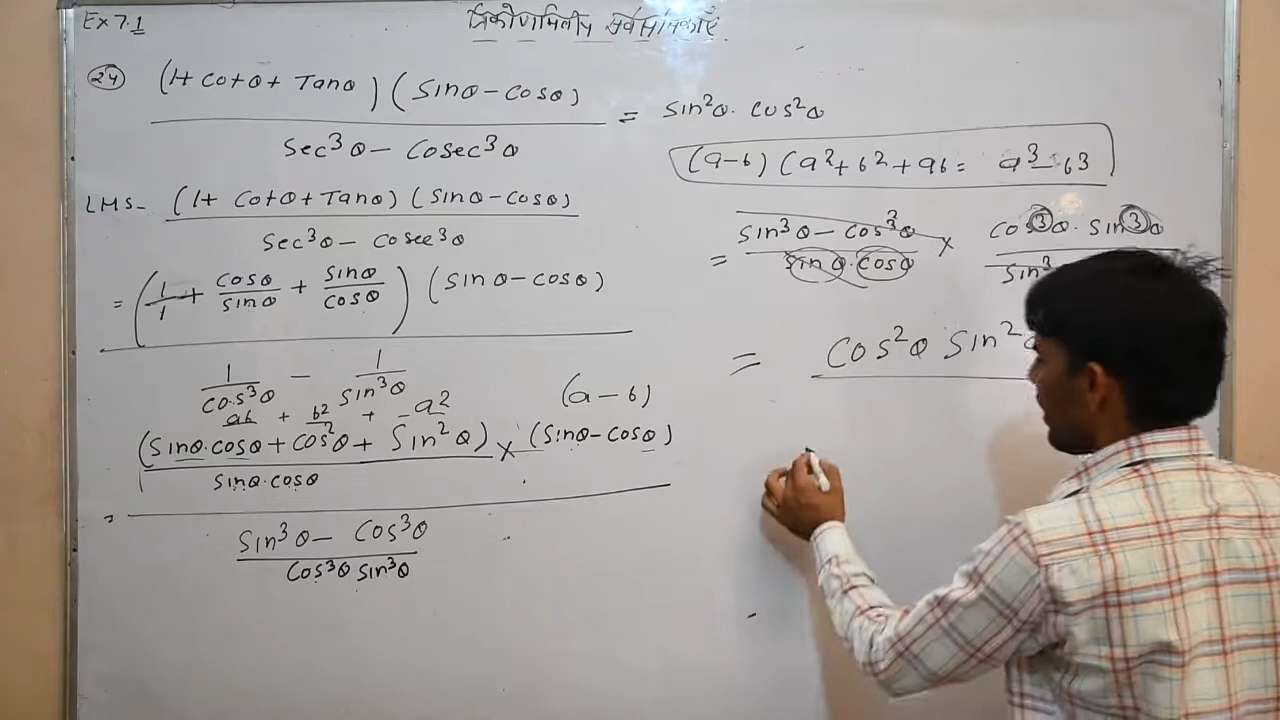 Ex 7.1
त्रिकोणमितीय सर्वसमिकाएँ
24 (1+ Cotθ + Tanθ) (Sinθ - Cosθ)
Sec³θ - Cosec³θ
= Sin²θ. Cos²θ
(a-b) (a²+b²+ab = a³-b³
LHS- (1+ Cotθ + Tanθ) (Sinθ - Cosθ)
Sec³θ - Cosec³θ
= (1/1 + Cosθ/Sinθ + Sinθ/Cosθ) (Sinθ - Cosθ)
1/Cos³θ - 1/Sin³θ
ab + b² + a² (a-b)
(Sinθ.Cosθ + Cos²θ + Sin²θ) × (Sinθ - Cosθ)
Sinθ.Cosθ
Sin³θ - Cos³θ
Cos³θ Sin³θ
= Sin³θ - Cos³θ × Cos³θ. Sin³θ
Sinθ.Cosθ Sin³
= Cos²θ Sin²